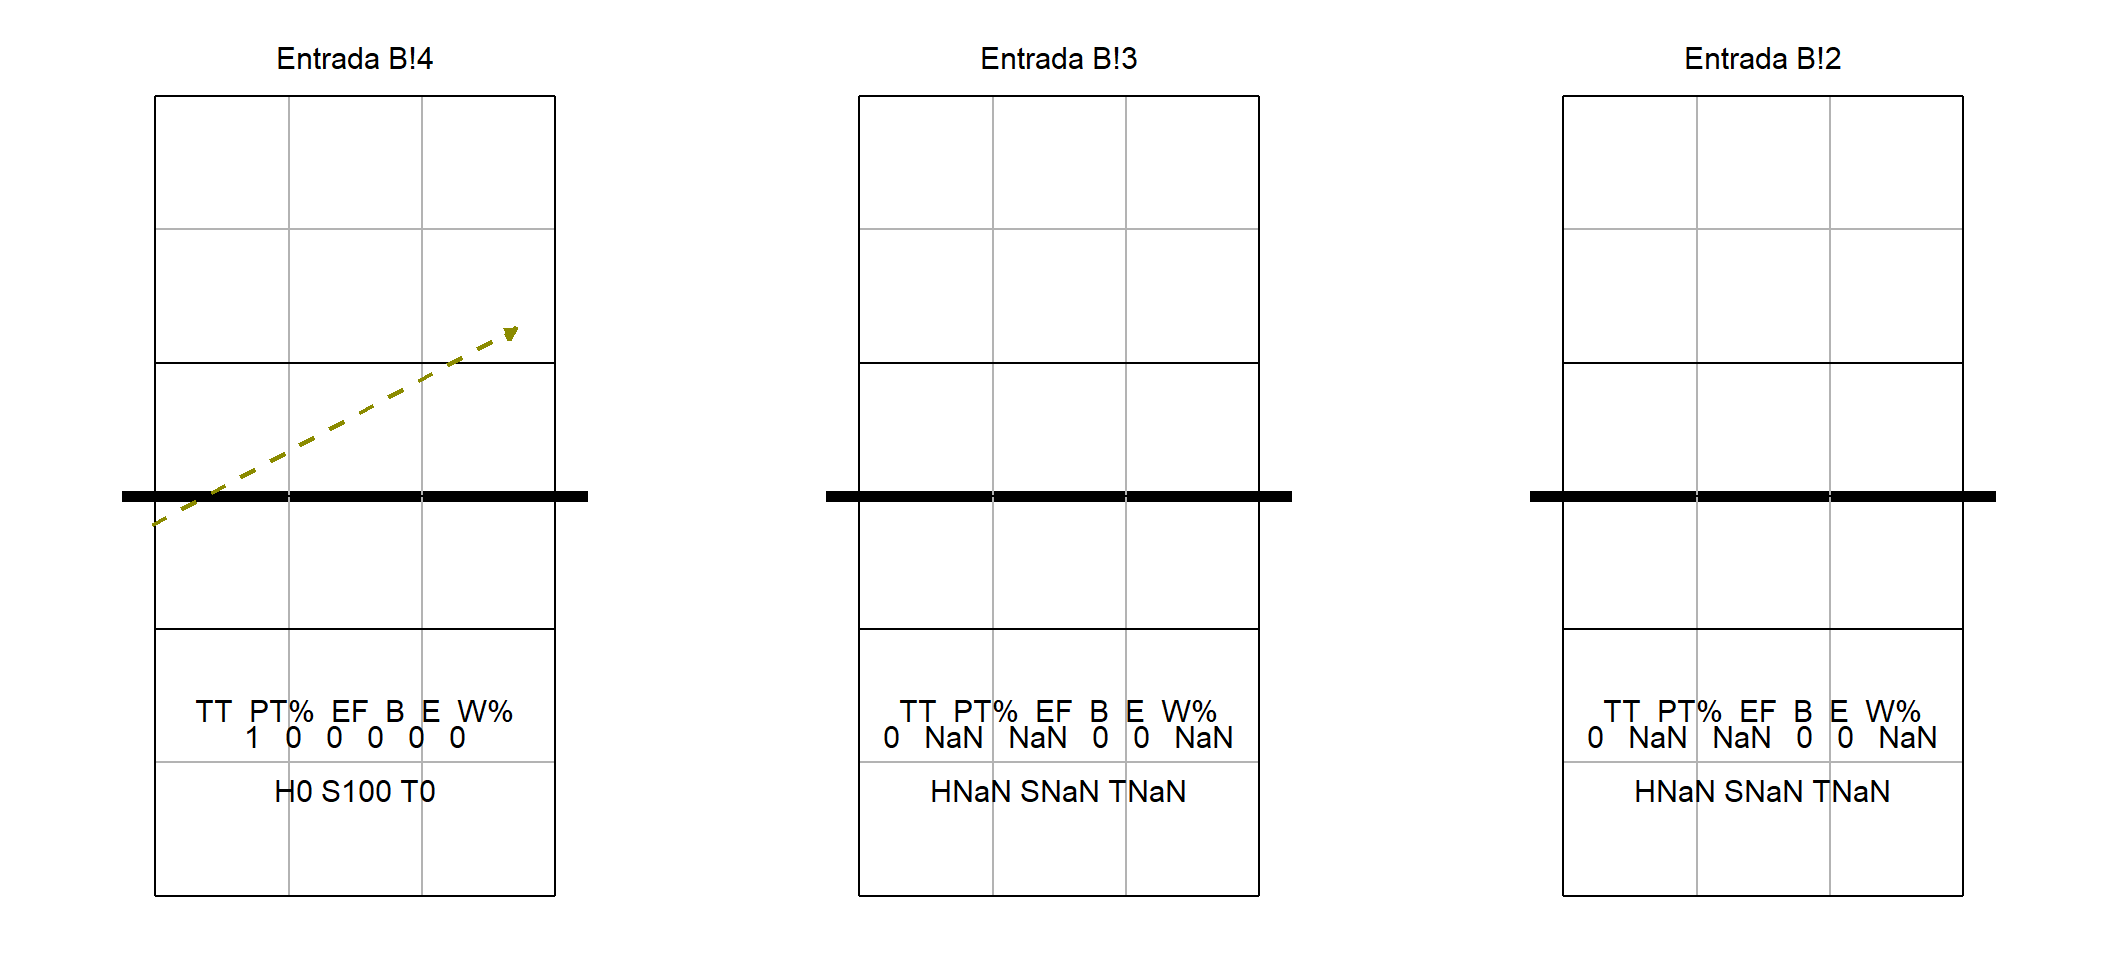 Entrada B!4
TT PT% EF B E W%
1 0 0 0 0 0
H0 S100 T0
Entrada B!3
TT PT% EF B E W%
0 NaN NaN 0 0 NaN
HNaN SNaN TNaN
Entrada B!2
TT PT% EF B E W%
0 NaN NaN 0 0 NaN
HNaN SNaN TNaN